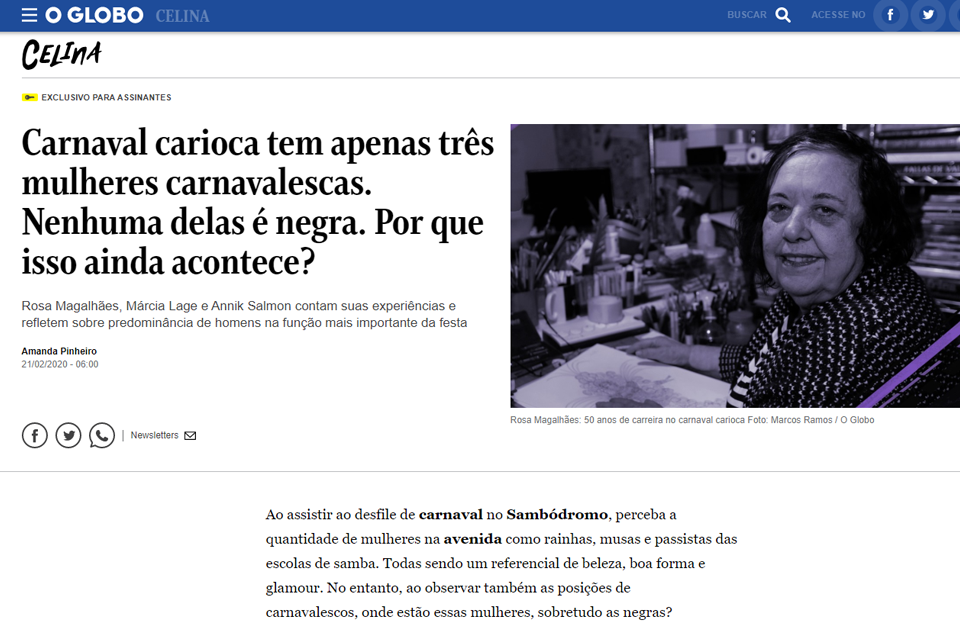 O GLOBO CELINA BUSCAR ACESSE NO
CELINA
EXCLUSIVO PARA ASSINANTES
Carnaval carioca tem apenas três
mulheres carnavalescas.
Nenhuma delas é negra. Por que
isso ainda acontece?
Rosa Magalhães, Márcia Lage e Annik Salmon contam suas experiências e
refletem sobre predominância de homens na função mais importante da festa
Amanda Pinheiro
21/02/2020 - 06:00
Rosa Magalhães: 50 anos de carreira no carnaval carioca Foto: Marcos Ramos / O Globo
| Newsletters
Ao assistir ao desfile de carnaval no Sambódromo, perceba a
quantidade de mulheres na avenida como rainhas, musas e passistas das
escolas de samba. Todas sendo um referencial de beleza, boa forma e
glamour. No entanto, ao observar também as posições de
carnavalescos, onde estão essas mulheres, sobretudo as negras?